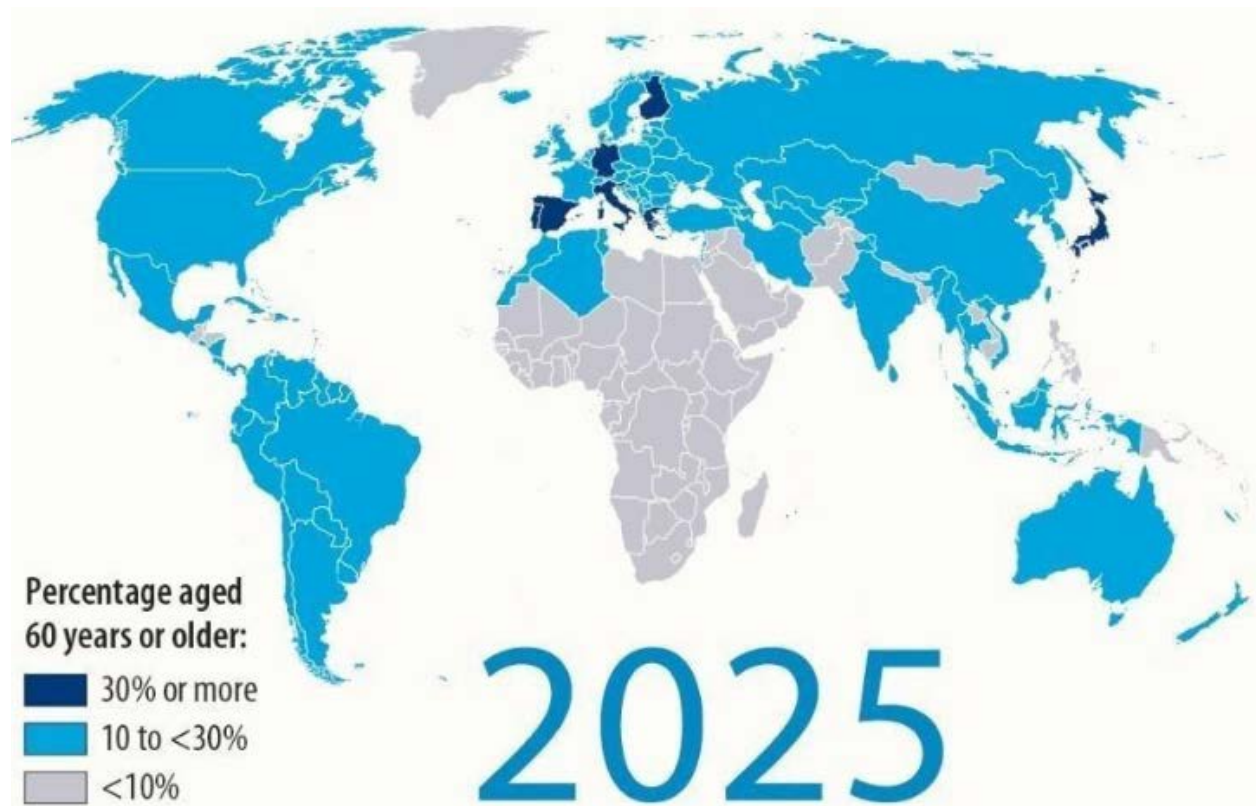 Percentage aged
60 years or older:
30% or more
10 to <30%
<10%
2025